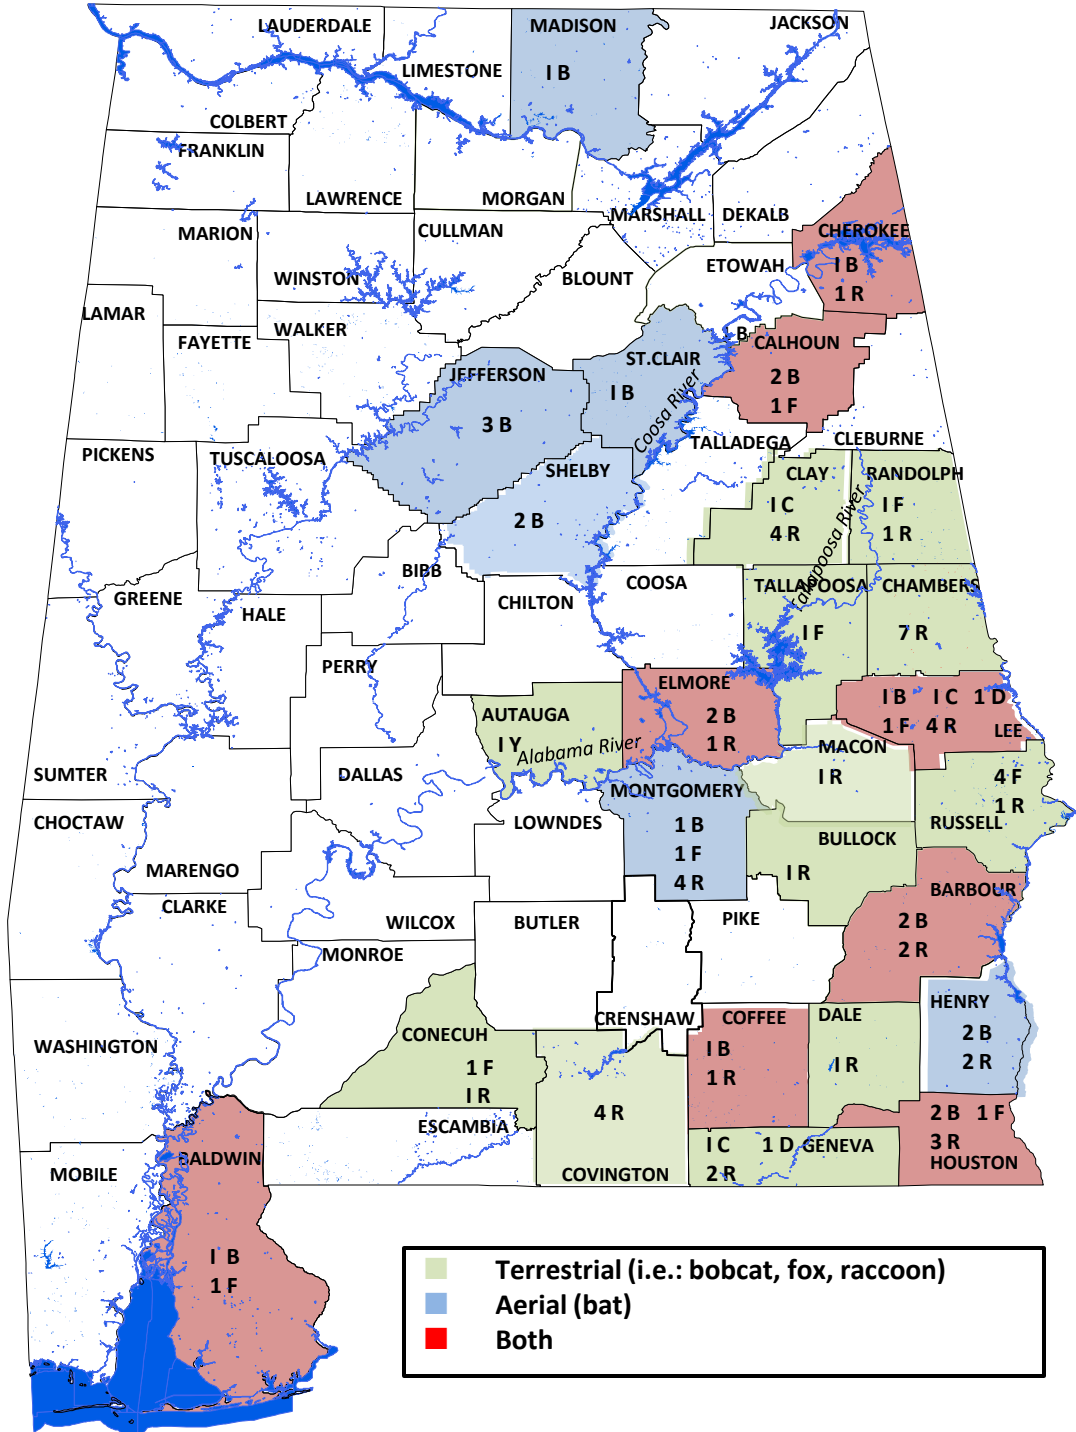 LAUDERDALE
MADISON
JACKSON
LIMESTONE
I B
COLBERT
FRANKLIN
LAWRENCE
MORGAN
MARSHALL
DEKALB
MARION
CULLMAN
CHEROKEE
WINSTON
BLOUNT
ETOWAH
I B
1 R
LAMAR
WALKER
FAYETTE
B
CALHOUN
ST.CLAIR
JEFFERSON
2 B
1 F
I B
3 B
Coosa River
TALLADEGA
CLEBURNE
PICKENS
TUSCALOOSA
SHELBY
CLAY
RANDOLPH
I C
4 R
I F
1 R
2 B
Tallapoosa River
BIBB
COOSA
TALLAPOOSA
CHAMBERS
GREENE
HALE
CHILTON
I F
7 R
PERRY
ELMORE
2 B
1 R
I B I C 1 D
1 F 4 R
LEE
AUTAUGA
I Y
Alabama River
MACON
I R
SUMTER
DALLAS
MONTGOMERY
4 F
1 R
RUSSELL
CHOCTAW
LOWNDES
1 B
1 F
4 R
BULLOCK
I R
MARENGO
BARBOUR
2 B
2 R
CLARKE
WILCOX
BUTLER
PIKE
MONROE
HENRY
2 B
2 R
CRENSHAW
COFFEE
DALE
WASHINGTON
CONECUH
1 F
I R
I B
1 R
I R
4 R
2 B 1 F
3 R
HOUSTON
ESCAMBIA
I C 1 D GENEVA
2 R
MOBILE
BALDWIN
COVINGTON
I B
1 F
Terrestrial (i.e.: bobcat, fox, raccoon)
Aerial (bat)
Both